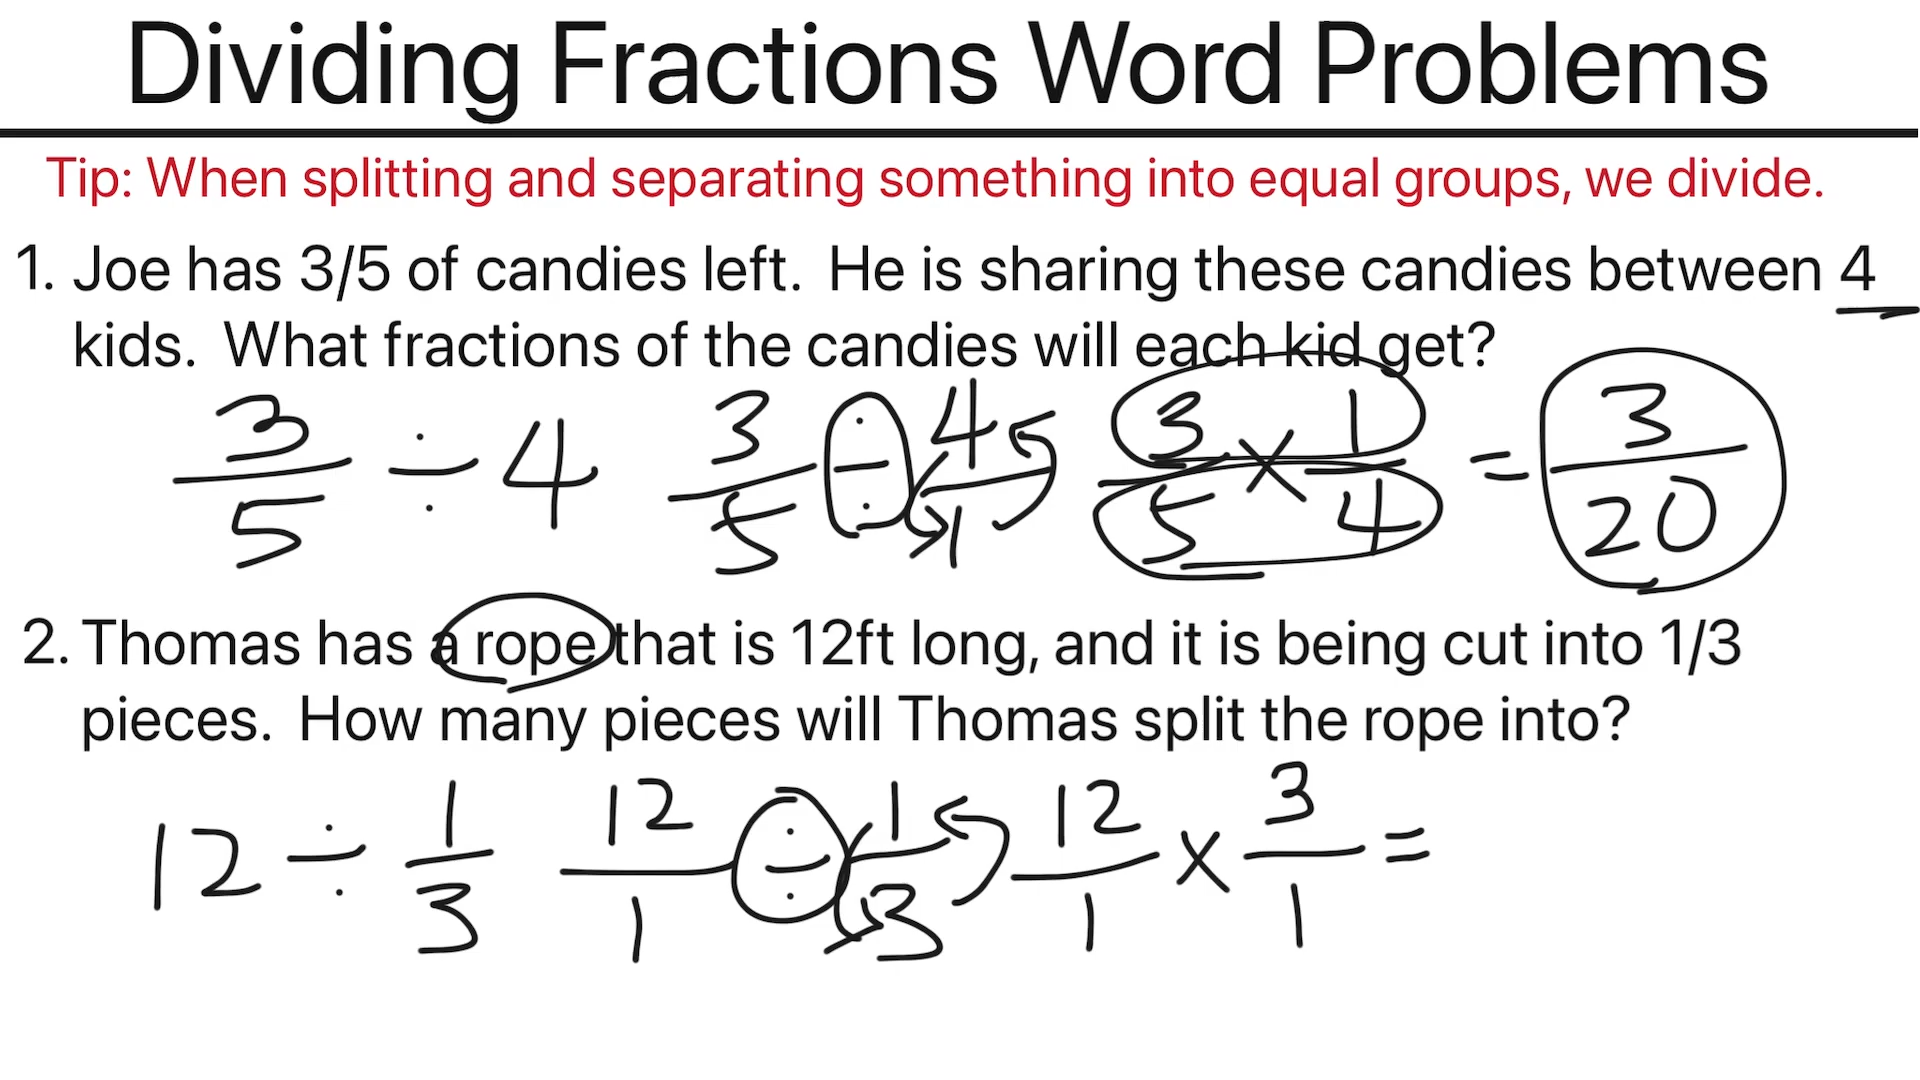 Dividing Fractions Word Problems
Tip: When splitting and separating something into equal groups, we divide.
1. Joe has 3/5 of candies left. He is sharing these candies between 4
kids. What fractions of the candies will each kid get?
3/5 ÷ 4 3/5 ÷ 4/1 3/5 × 1/4 = 3/20
2. Thomas has a rope that is 12ft long, and it is being cut into 1/3
pieces. How many pieces will Thomas split the rope into?
12 ÷ 1/3 12/1 ÷ 1/3 12/1 × 3/1 =